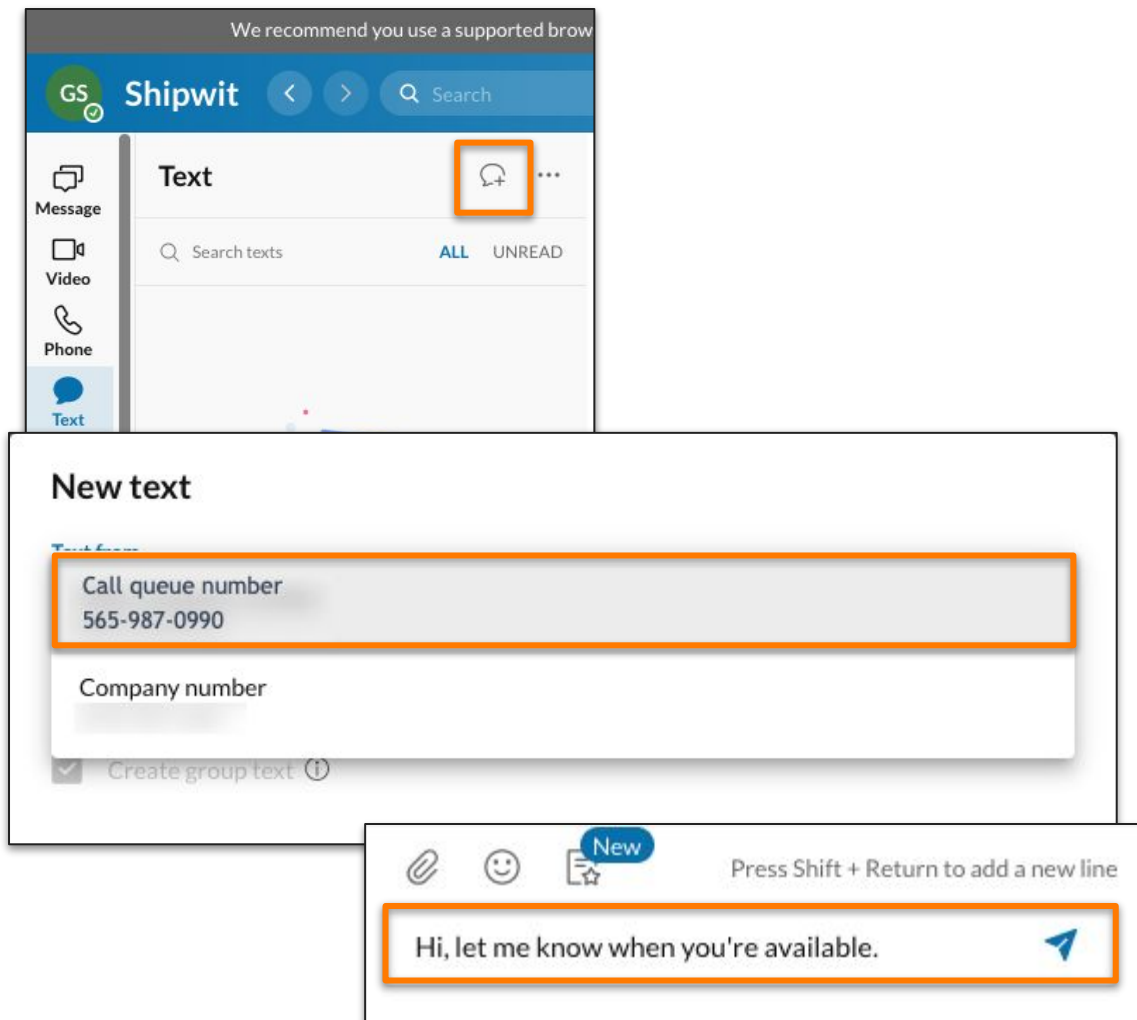 We recommend you use a supported brow
GS Shipwit Search
Text
Message
Search texts ALL UNREAD
Video
Phone
Text
New text
Text from
Call queue number
565-987-0990
Company number
Create group text
New
Press Shift + Return to add a new line
Hi, let me know when you're available.